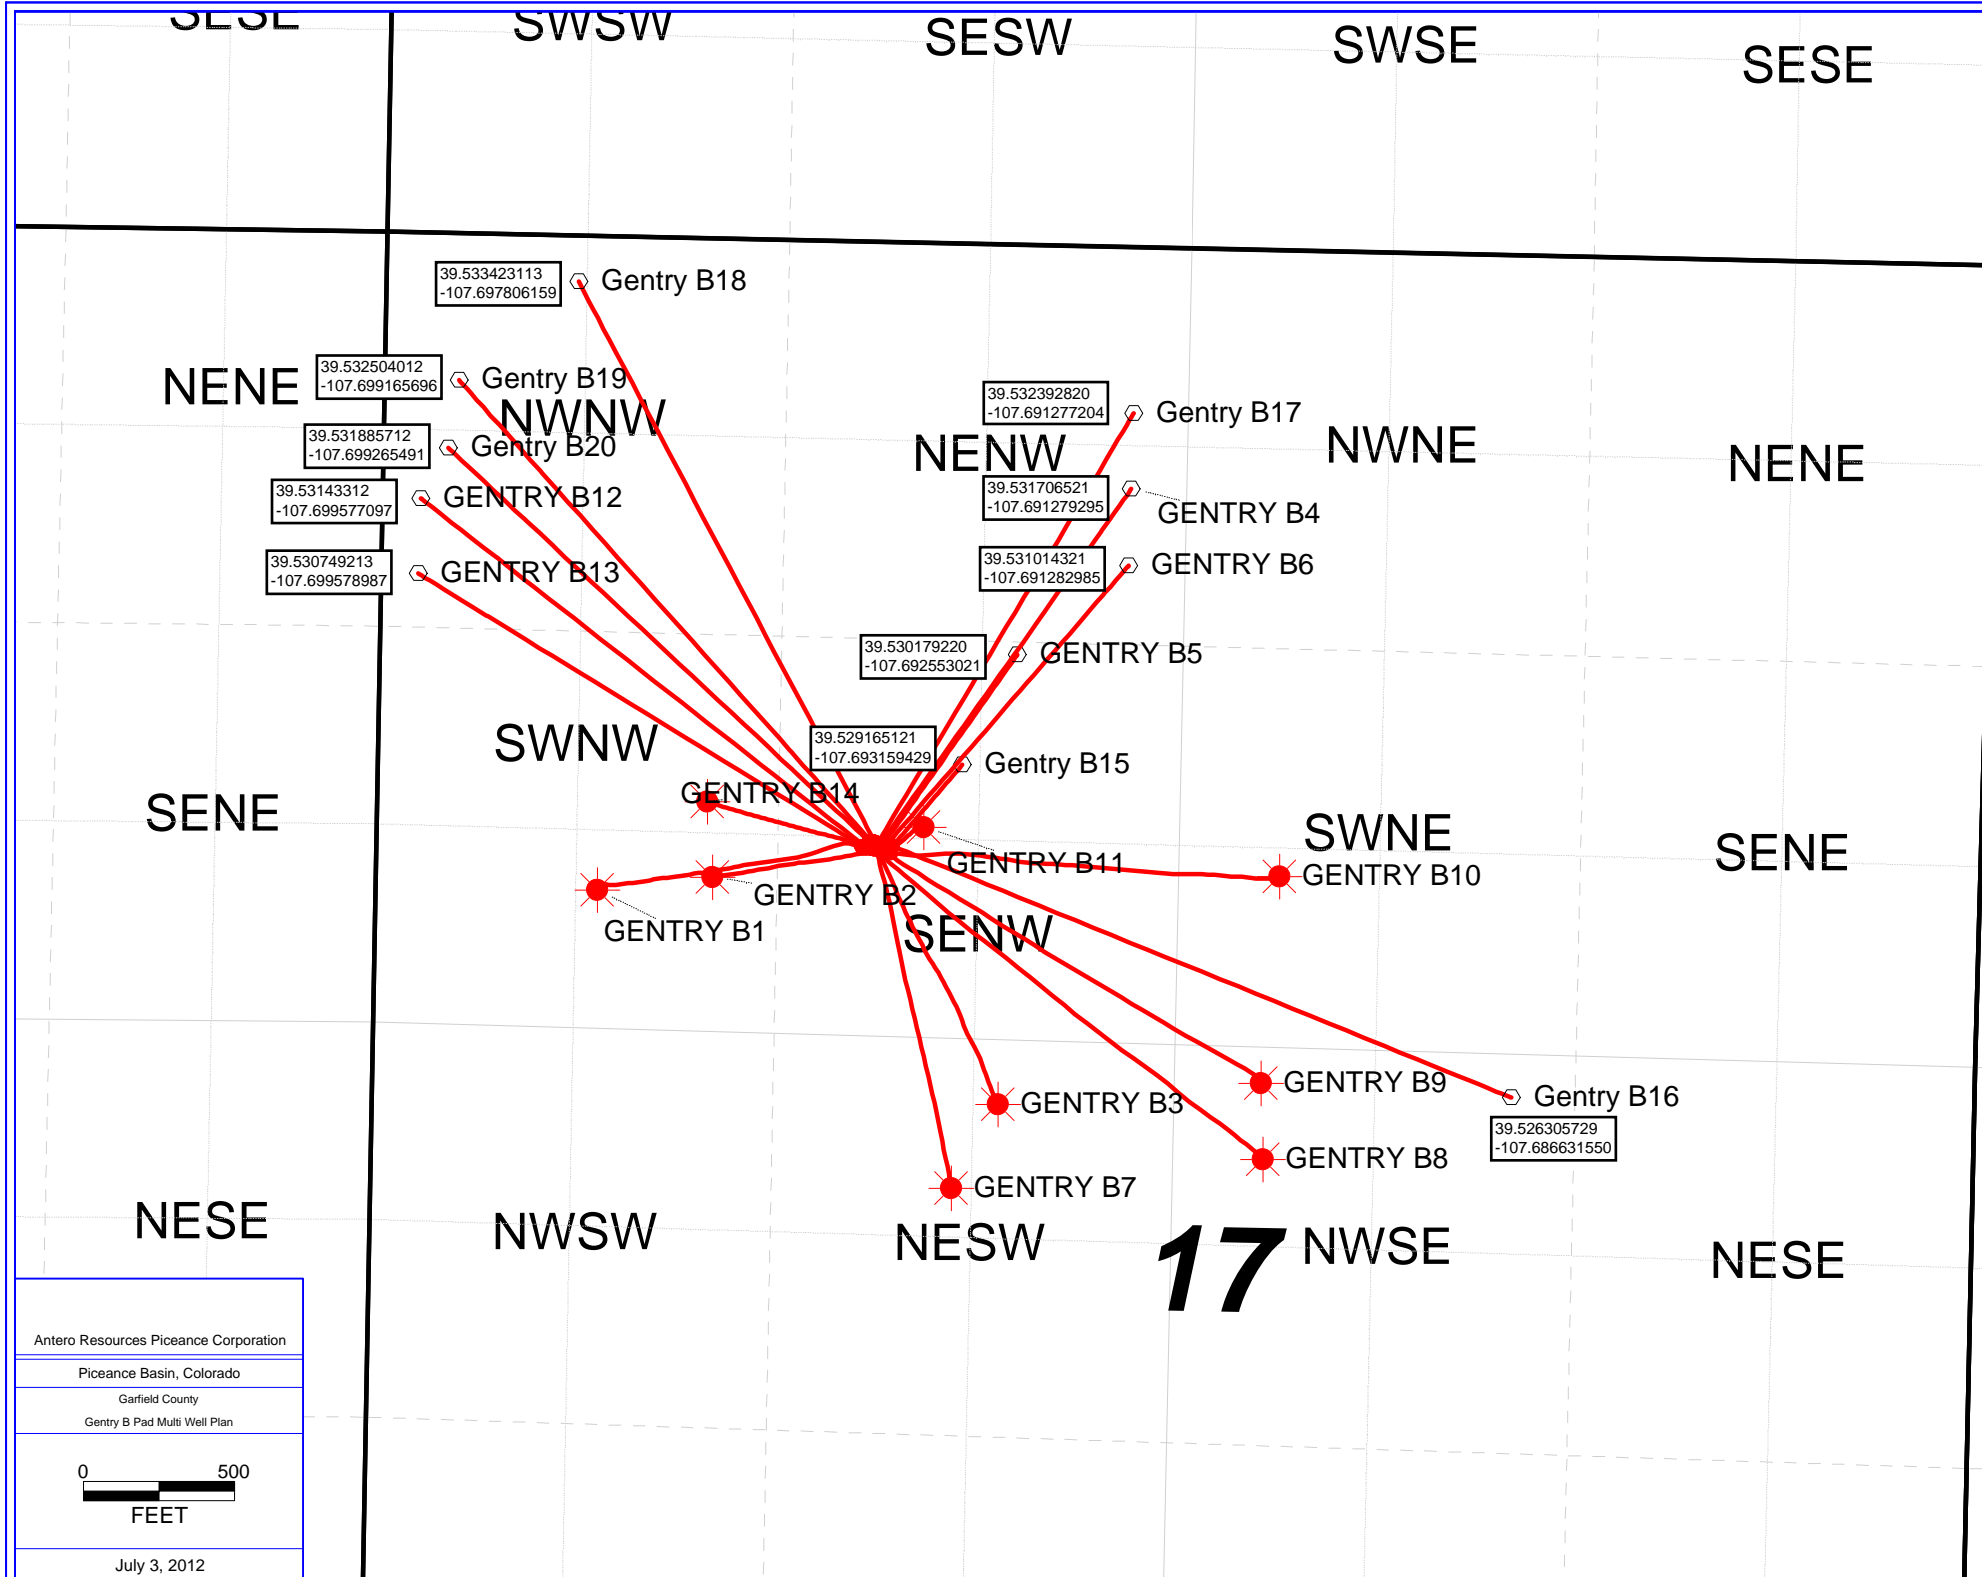 SESE
SWSW
SESW
SWSE
SESE
39.533423113
-107.697806159
Gentry B18
NENE
39.532504012
-107.699165696
Gentry B19
NWNW
39.532392820
-107.691277204
Gentry B17
39.531885712
-107.699265491
Gentry B20
NENW
NWNE
NENE
39.53143312
-107.699577097
GENTRY B12
39.531706521
-107.691279295
GENTRY B4
39.530749213
-107.699578987
GENTRY B13
39.531014321
-107.691282985
GENTRY B6
39.530179220
-107.692553021
GENTRY B5
SWNW
39.529165121
-107.693159429
Gentry B15
GENTRY B14
SENE
SWNE
SENE
GENTRY B11
GENTRY B10
GENTRY B2
GENTRY B1
SENW
GENTRY B9
Gentry B16
GENTRY B3
39.526305729
-107.686631550
GENTRY B8
GENTRY B7
NESE
NWSW
NESW
17
NWSE
NESE
Antero Resources Piceance Corporation
Piceance Basin, Colorado
Garfield County
Gentry B Pad Multi Well Plan
0 500
FEET
July 3, 2012